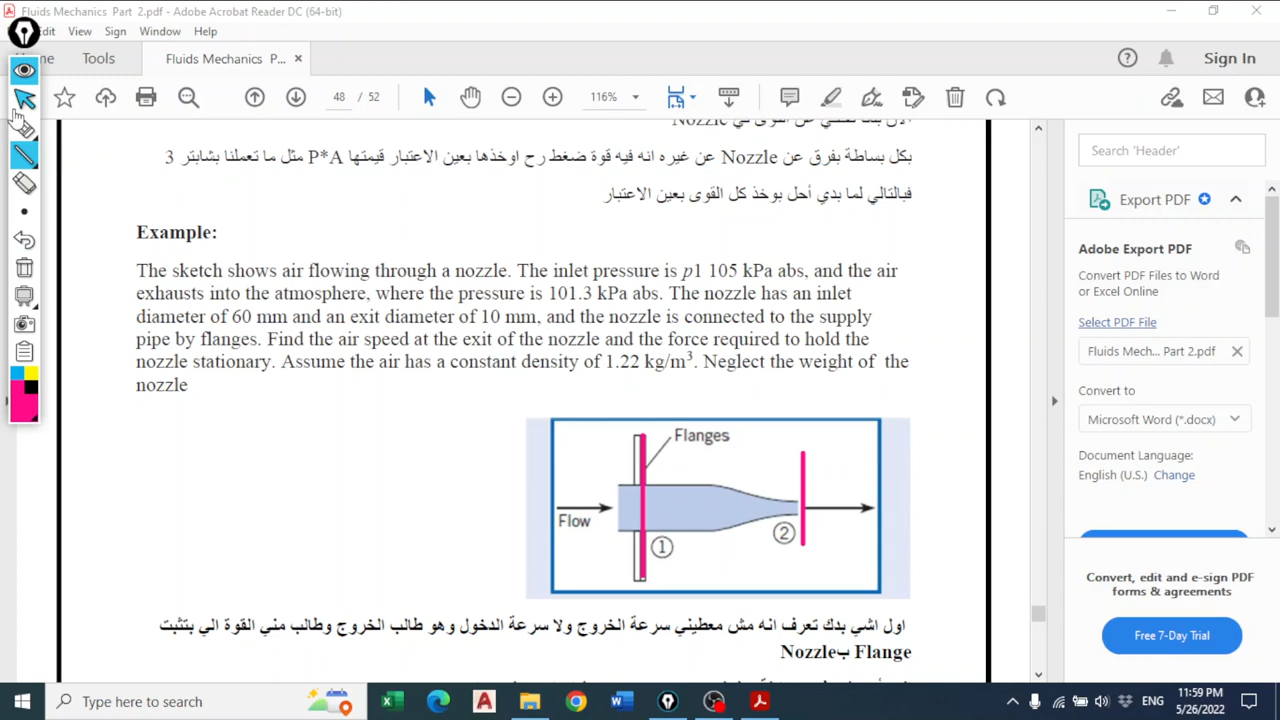 Fluids Mechanics Part 2.pdf - Adobe Acrobat Reader DC (64-bit)
Edit View Sign Window Help
Tools Fluids Mechanics P... × Sign In
48 / 52 116%
بكل بساطة بفرق عن Nozzle عن غيره انه فيه قوة ضغط رح اوخذها بعين الاعتبار قيمتها P*A مثل ما تعملنا بشابتر 3
فبالتالي لما بدي أحل بوخذ كل القوى بعين الاعتبار
Example:
The sketch shows air flowing through a nozzle. The inlet pressure is p1 105 kPa abs, and the air
exhausts into the atmosphere, where the pressure is 101.3 kPa abs. The nozzle has an inlet
diameter of 60 mm and an exit diameter of 10 mm, and the nozzle is connected to the supply
pipe by flanges. Find the air speed at the exit of the nozzle and the force required to hold the
nozzle stationary. Assume the air has a constant density of 1.22 kg/m³. Neglect the weight of the
nozzle
Flanges
Flow
1
2
اول اشي بدك تعرف انه مش معطيني سرعة الخروج ولا سرعة الدخول وهو طالب الخروج وطالب مني القوة الي بتثبت
Nozzleب Flange
Search 'Header'
Export PDF
Adobe Export PDF
Convert PDF Files to Word
or Excel Online
Select PDF File
Fluids Mech... Part 2.pdf
Convert to
Microsoft Word (*.docx)
Document Language:
English (U.S.) Change
Convert, edit and e-sign PDF
forms & agreements
Free 7-Day Trial
Type here to search
ENG
11:59 PM
5/26/2022